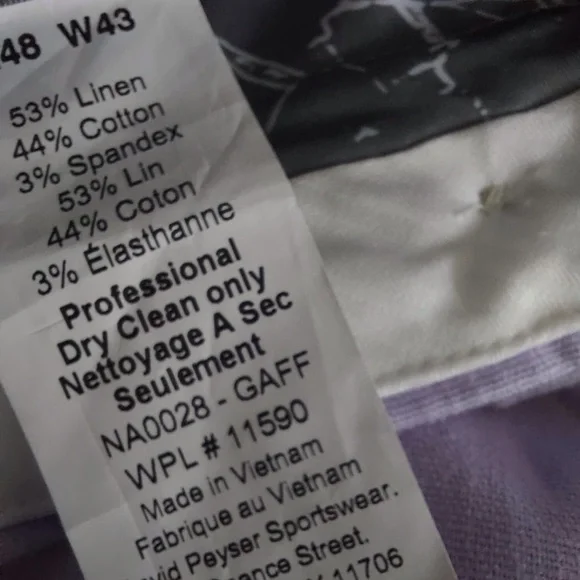 48 W43
53% Linen
44% Cotton
3% Spandex
53% Lin
44% Coton
3% Élasthanne
Professional
Dry Clean only
Nettoyage A Sec
Seulement
NA0028 - GAFF
WPL # 11590
Made in Vietnam
Fabrique au Vietnam
Peyser Sportswear.
Street.
11706